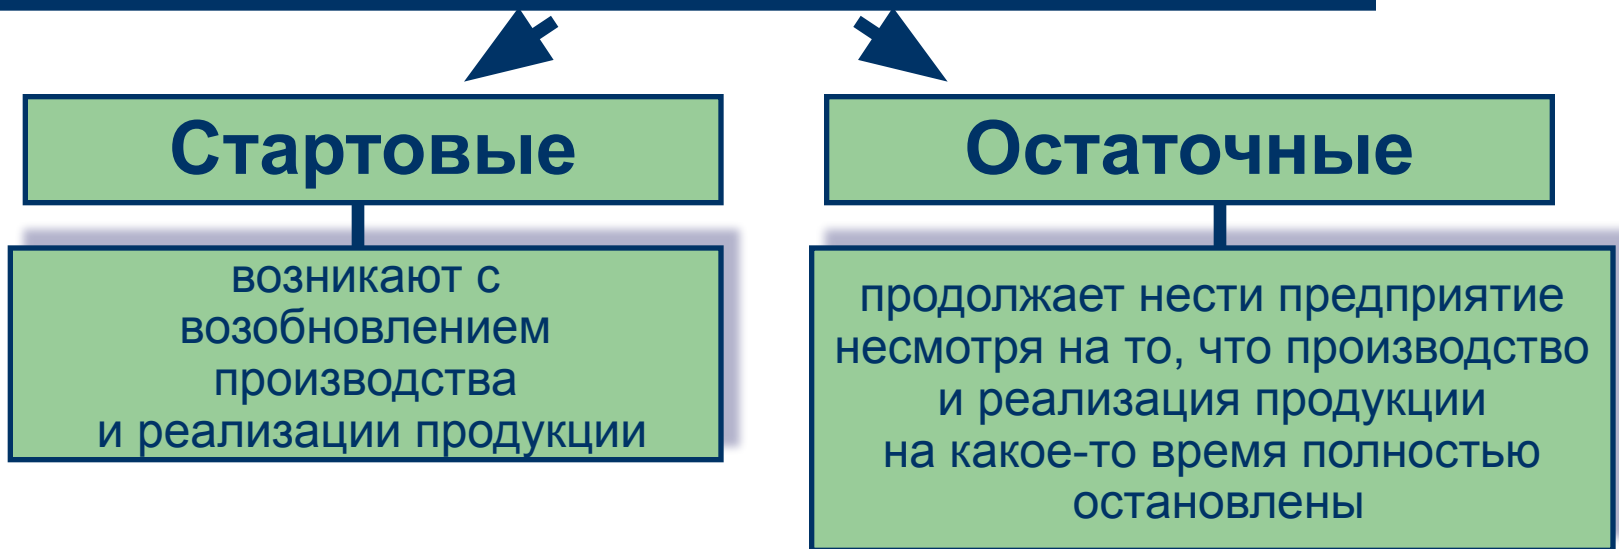 Стартовые
возникают с
возобновлением
производства
и реализации продукции
Остаточные
продолжает нести предприятие
несмотря на то, что производство
и реализация продукции
на какое-то время полностью
остановлены